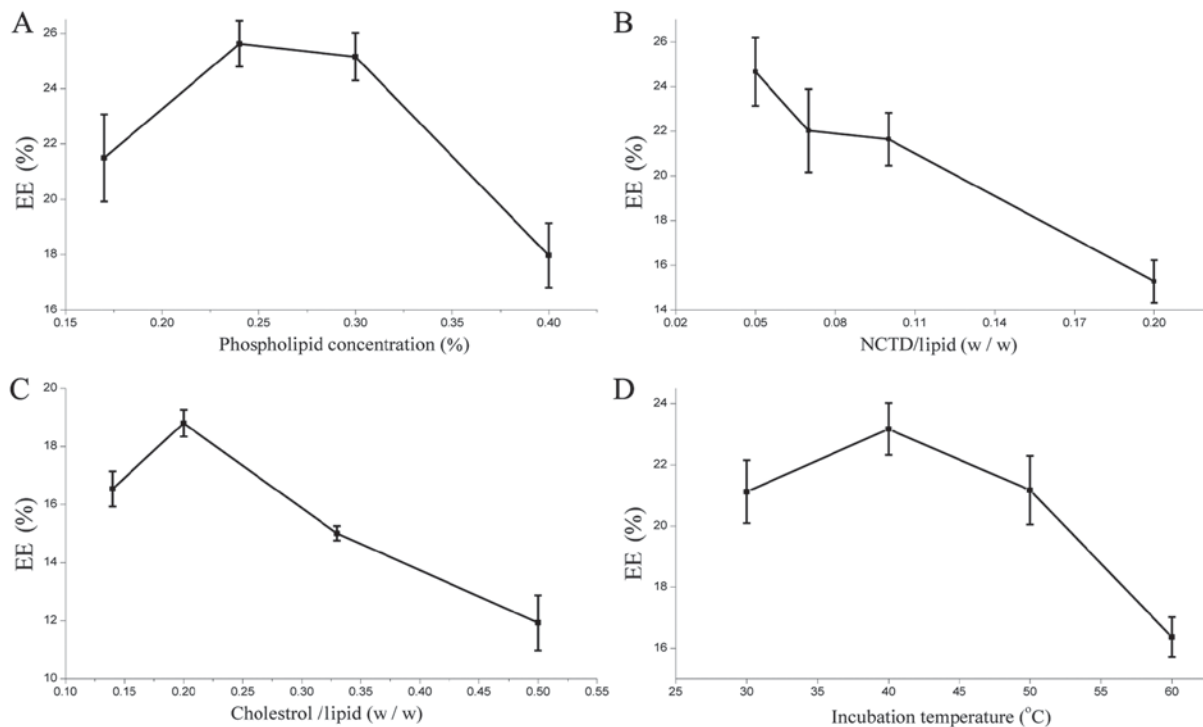 A
EE (%)
26
24
22
20
18
16
0.15 0.20 0.25 0.30 0.35 0.40
Phospholipid concentration (%)
B
EE (%)
26
24
22
20
18
16
14
0.02 0.05 0.08 0.11 0.14 0.17 0.20
NCTD/lipid (w / w)
C
EE (%)
20
18
16
14
12
10
0.10 0.15 0.20 0.25 0.30 0.35 0.40 0.45 0.50 0.55
Cholestrol /lipid (w / w)
D
EE (%)
24
22
20
18
16
25 30 35 40 45 50 55 60
Incubation temperature (°C)